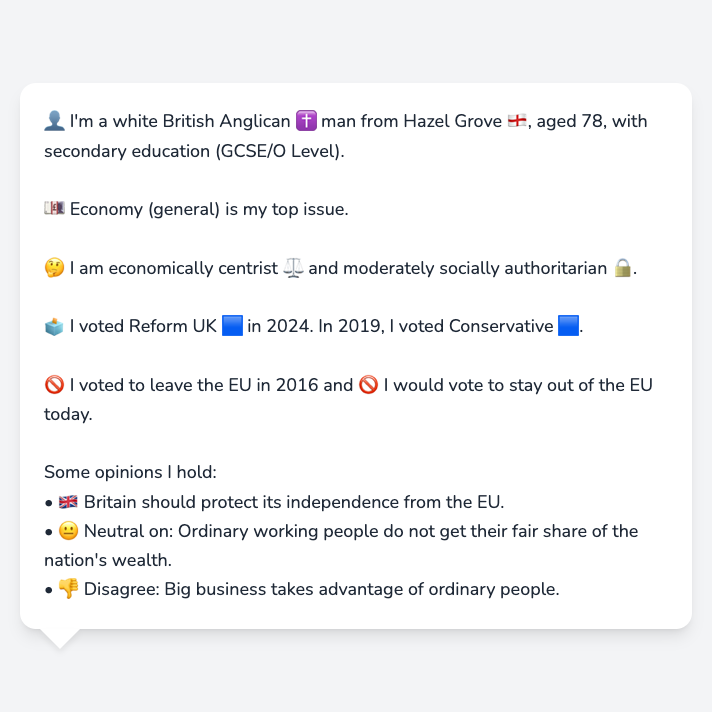 👤 I'm a white British Anglican ✝️ man from Hazel Grove 🏴󠁧󠁢󠁥󠁮󠁧󠁿, aged 78, with
secondary education (GCSE/O Level).
💷 Economy (general) is my top issue.
🤔 I am economically centrist ⚖️ and moderately socially authoritarian 🔒.
🗳️ I voted Reform UK 🟦 in 2024. In 2019, I voted Conservative 🟦.
🚫 I voted to leave the EU in 2016 and 🚫 I would vote to stay out of the EU
today.
Some opinions I hold:
• 🇬🇧 Britain should protect its independence from the EU.
• 😐 Neutral on: Ordinary working people do not get their fair share of the
nation's wealth.
• 👎 Disagree: Big business takes advantage of ordinary people.